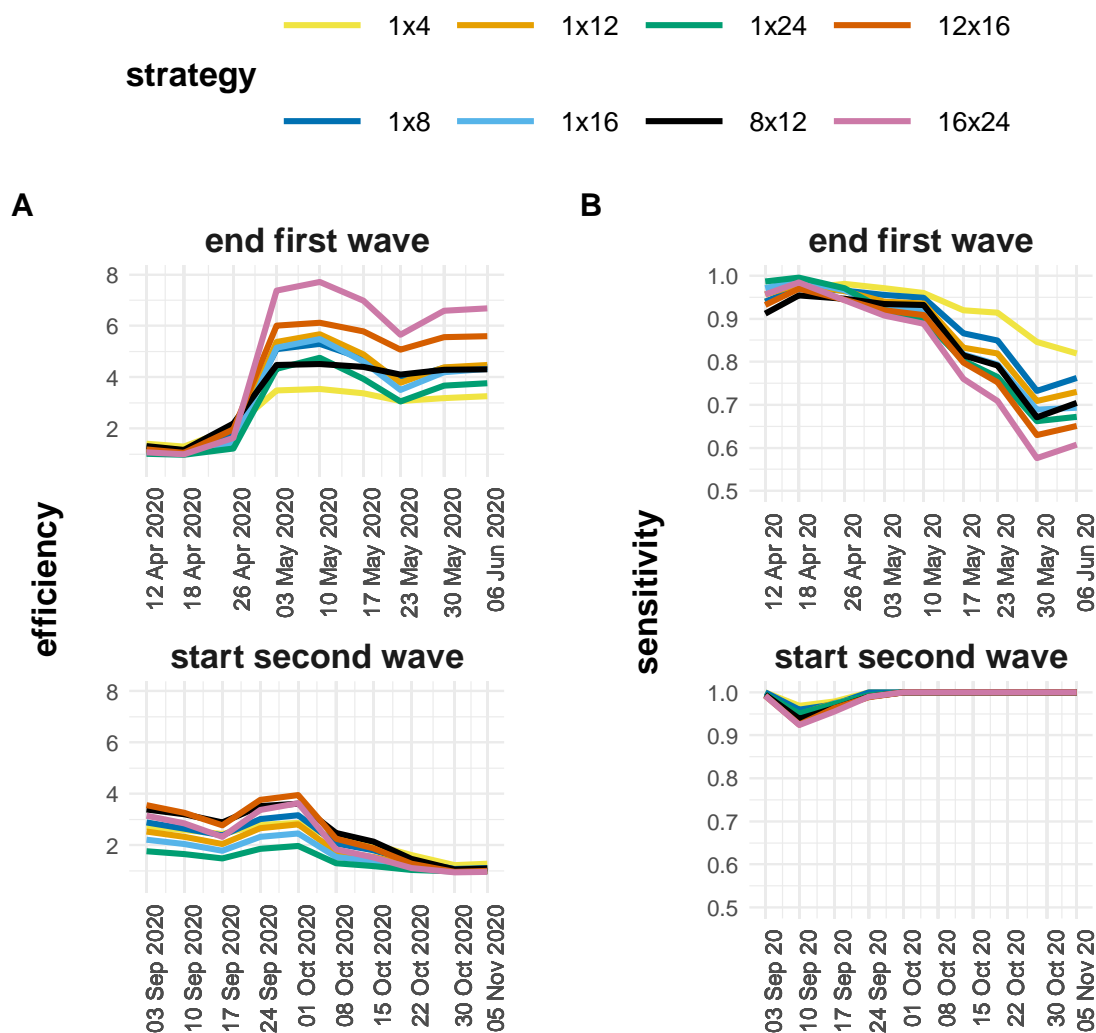 1x4 1x12 1x24 12x16
strategy
1x8 1x16 8x12 16x24
A
end first wave
efficiency
8
6
4
2
12 Apr 2020
18 Apr 2020
26 Apr 2020
03 May 2020
10 May 2020
17 May 2020
23 May 2020
30 May 2020
06 Jun 2020
start second wave
8
6
4
2
03 Sep 2020
10 Sep 2020
17 Sep 2020
24 Sep 2020
01 Oct 2020
08 Oct 2020
15 Oct 2020
22 Oct 2020
30 Oct 2020
05 Nov 2020
B
end first wave
sensitivity
1.0
0.9
0.8
0.7
0.6
0.5
12 Apr 20
18 Apr 20
26 Apr 20
03 May 20
10 May 20
17 May 20
23 May 20
30 May 20
06 Jun 20
start second wave
1.0
0.9
0.8
0.7
0.6
0.5
03 Sep 20
10 Sep 20
17 Sep 20
24 Sep 20
01 Oct 20
08 Oct 20
15 Oct 20
22 Oct 20
30 Oct 20
05 Nov 20